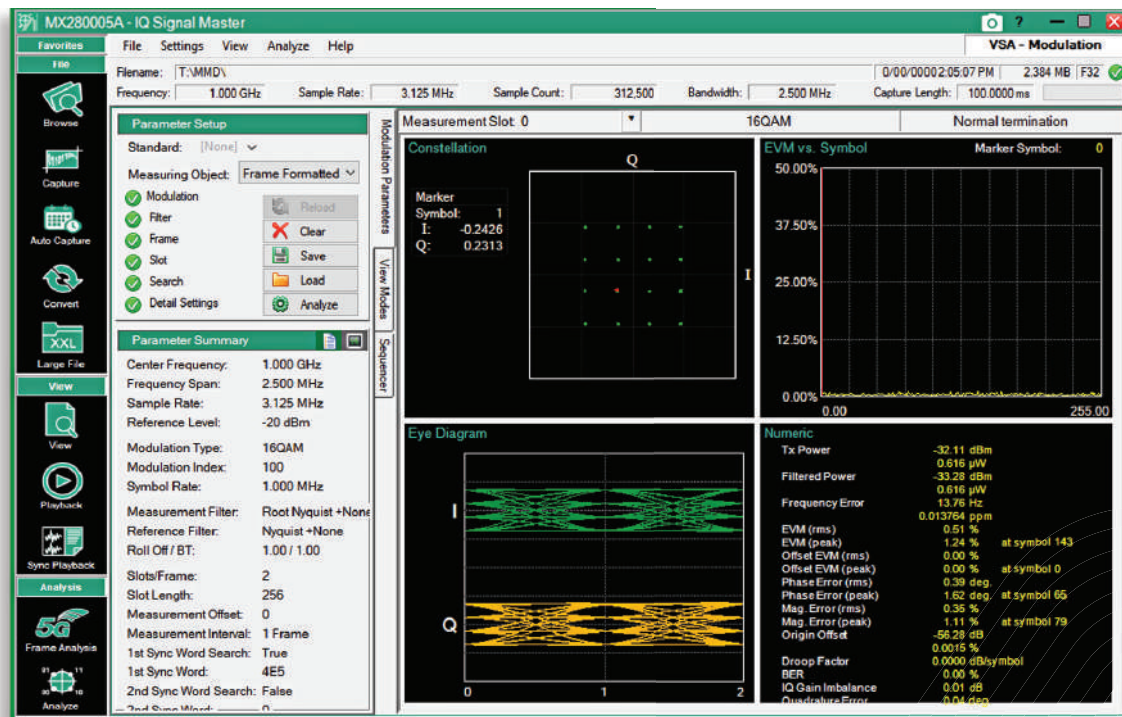 MX280005A - IQ Signal Master
?
Favorites
File
Browse
Capture
Auto Capture
Convert
XXL
Large File
View
View
Playback
Sync Playback
Analysis
5G
Frame Analysis
01 11
00 10
Analyze
File Settings View Analyze Help
VSA - Modulation
Filename: T:\MMD\ 0/00/0000 2:05:07 PM 2.384 MB F32
Frequency: 1.000 GHz Sample Rate: 3.125 MHz Sample Count: 312,500 Bandwidth: 2.500 MHz Capture Length: 100.0000 ms
Parameter Setup
Standard: [None]
Measuring Object: Frame Formatted
Modulation
Filter
Frame
Slot
Search
Detail Settings
Reload
Clear
Save
Load
Analyze
Modulation Parameters
View Modes
Sequencer
Parameter Summary
Center Frequency: 1.000 GHz
Frequency Span: 2.500 MHz
Sample Rate: 3.125 MHz
Reference Level: -20 dBm
Modulation Type: 16QAM
Modulation Index: 100
Symbol Rate: 1.000 MHz
Measurement Filter: Root Nyquist +None
Reference Filter: Nyquist +None
Roll Off / BT: 1.00 / 1.00
Slots/Frame: 2
Slot Length: 256
Measurement Offset: 0
Measurement Interval: 1 Frame
1st Sync Word Search: True
1st Sync Word: 4E5
2nd Sync Word Search: False
2nd Sync Word: 0
Measurement Slot: 0 16QAM Normal termination
Constellation
Q
I
Marker
Symbol: 1
I: -0.2426
Q: 0.2313
EVM vs. Symbol Marker Symbol: 0
50.00%
37.50%
25.00%
12.50%
0.00%
0.00 255.00
Eye Diagram
I
Q
0 1 2
Numeric
Tx Power -32.11 dBm
0.616 µW
Filtered Power -33.28 dBm
0.616 µW
Frequency Error 13.76 Hz
0.013764 ppm
EVM (rms) 0.51 %
EVM (peak) 1.24 % at symbol 143
Offset EVM (rms) 0.00 %
Offset EVM (peak) 0.00 % at symbol 0
Phase Error (rms) 0.39 deg.
Phase Error (peak) 1.62 deg. at symbol 65
Mag. Error (rms) 0.35 %
Mag. Error (peak) 1.11 % at symbol 79
Origin Offset -56.28 dB
0.0015 %
Droop Factor 0.0000 dB/symbol
BER 0.00 %
IQ Gain Imbalance 0.01 dB
Quadrature Error 0.04 deg.